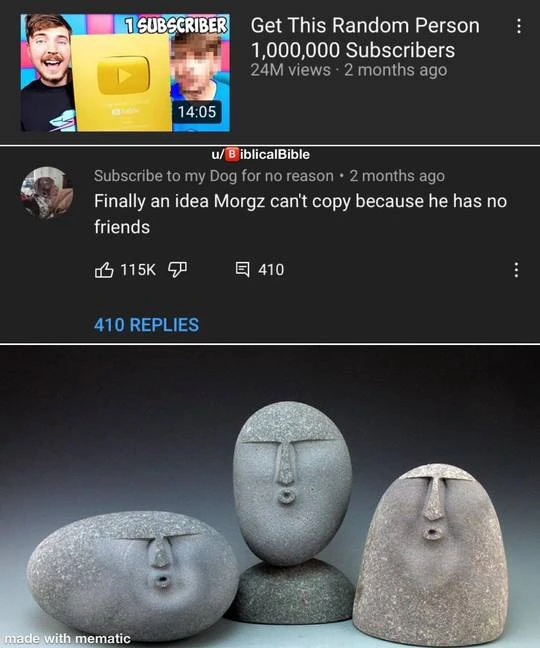 1 SUBSCRIBER
14:05
Get This Random Person
1,000,000 Subscribers
24M views · 2 months ago
u/🅱iblicalBible
Subscribe to my Dog for no reason • 2 months ago
Finally an idea Morgz can't copy because he has no
friends
115K
410
410 REPLIES
made with mematic